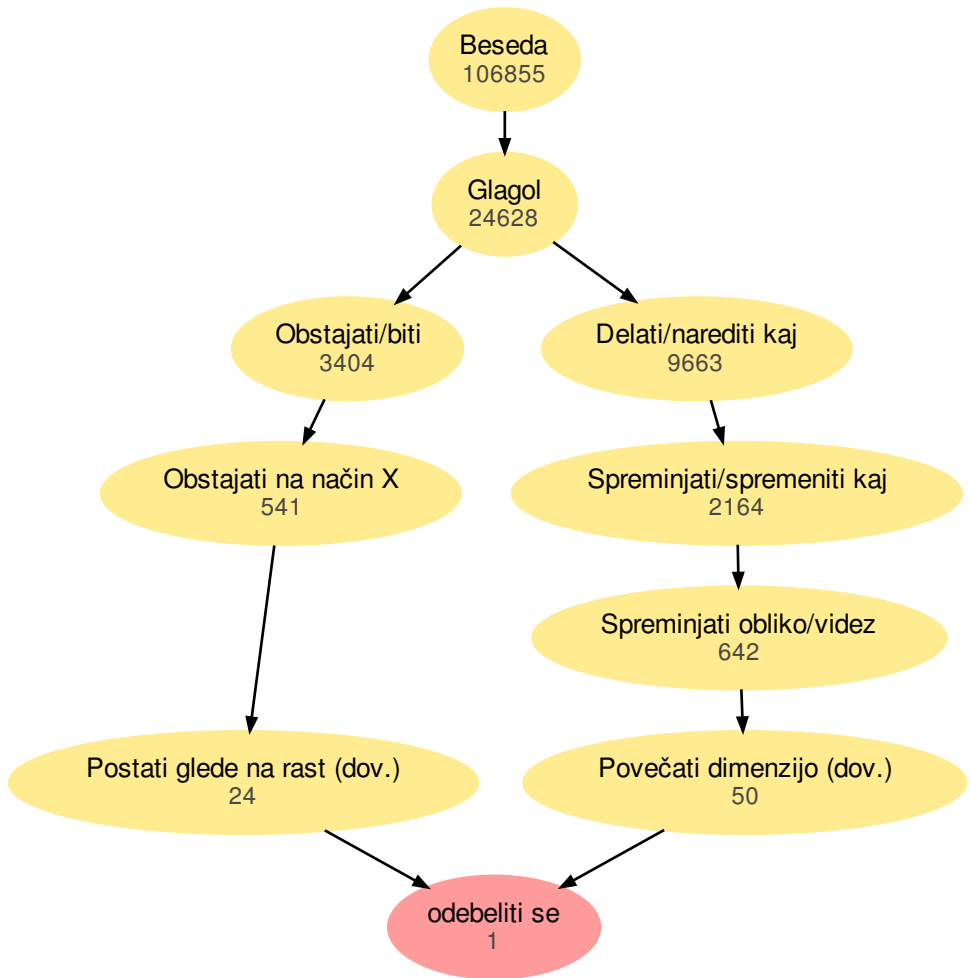 Beseda
106855
Glagol
24628
Obstajati/biti
3404
Delati/narediti kaj
9663
Obstajati na način X
541
Spreminjati/spremeniti kaj
2164
Spreminjati obliko/videz
642
Postati glede na rast (dov.)
24
Povečati dimenzijo (dov.)
50
odebeliti se
1